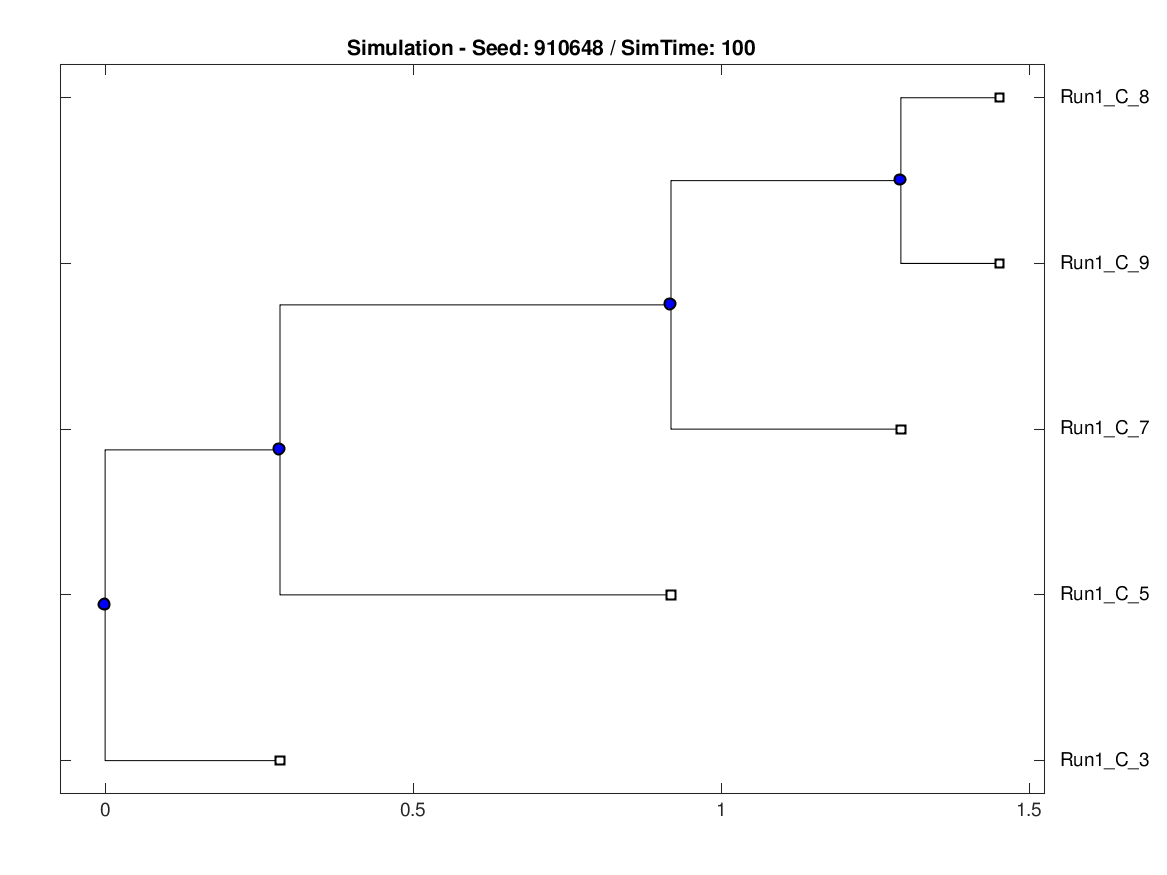 Simulation - Seed: 910648 / SimTime: 100
Run1_C_8
Run1_C_9
Run1_C_7
Run1_C_5
Run1_C_3
0 0.5 1 1.5